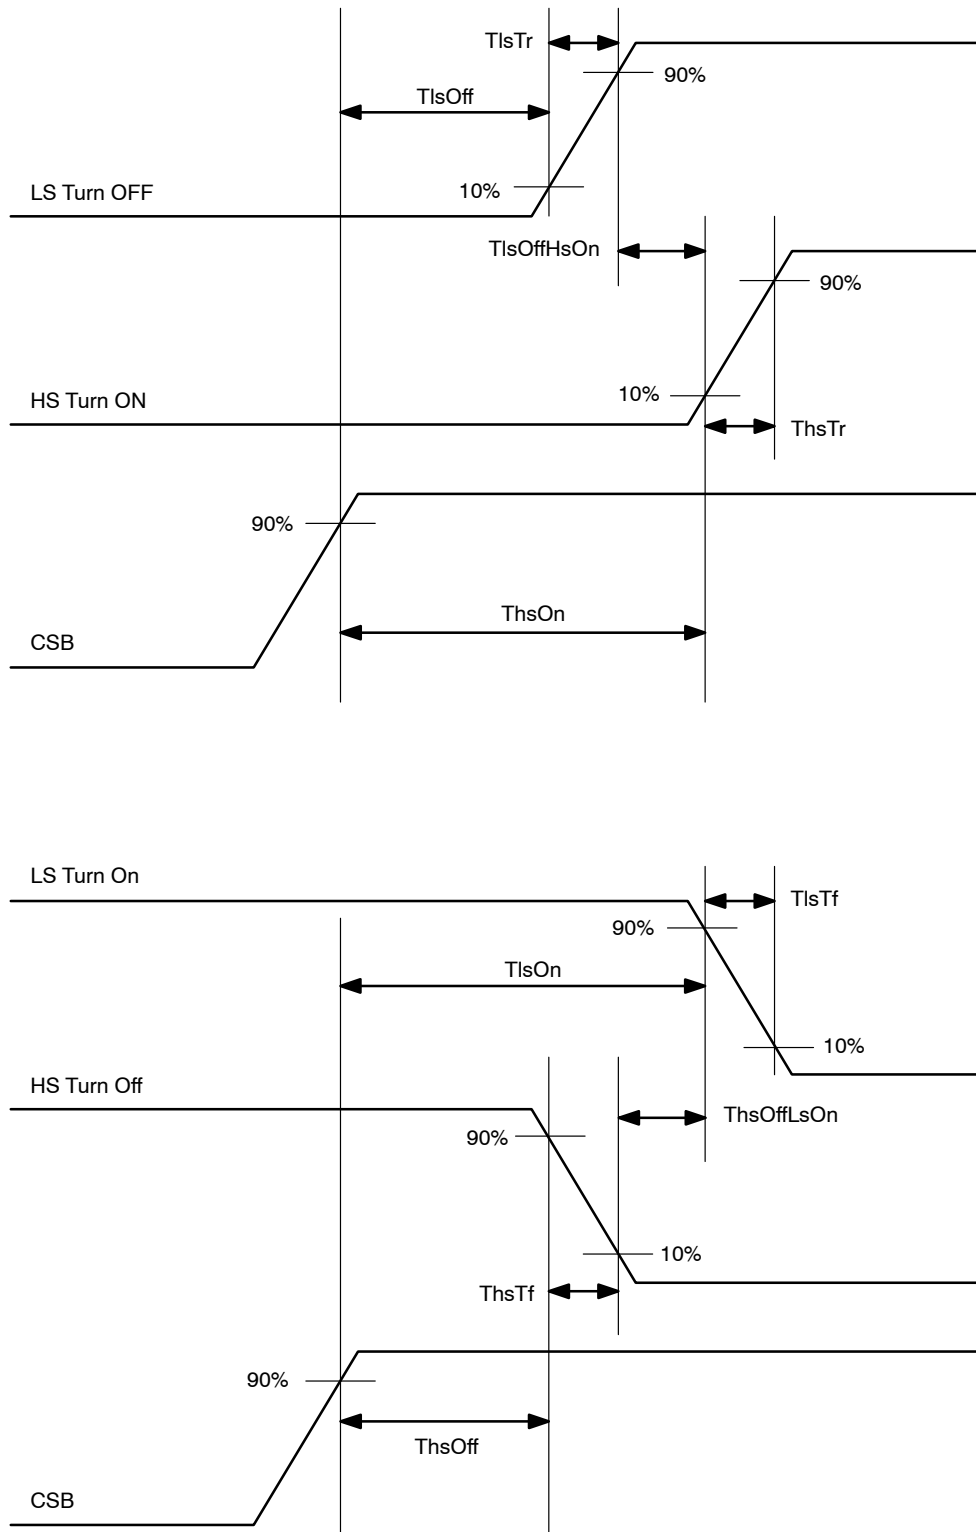 TlsTr
90%
TlsOff
10%
LS Turn OFF
TlsOffHsOn
90%
10%
HS Turn ON
ThsTr
90%
ThsOn
CSB
LS Turn On
TlsTf
90%
TlsOn
10%
HS Turn Off
ThsOffLsOn
90%
10%
ThsTf
90%
ThsOff
CSB